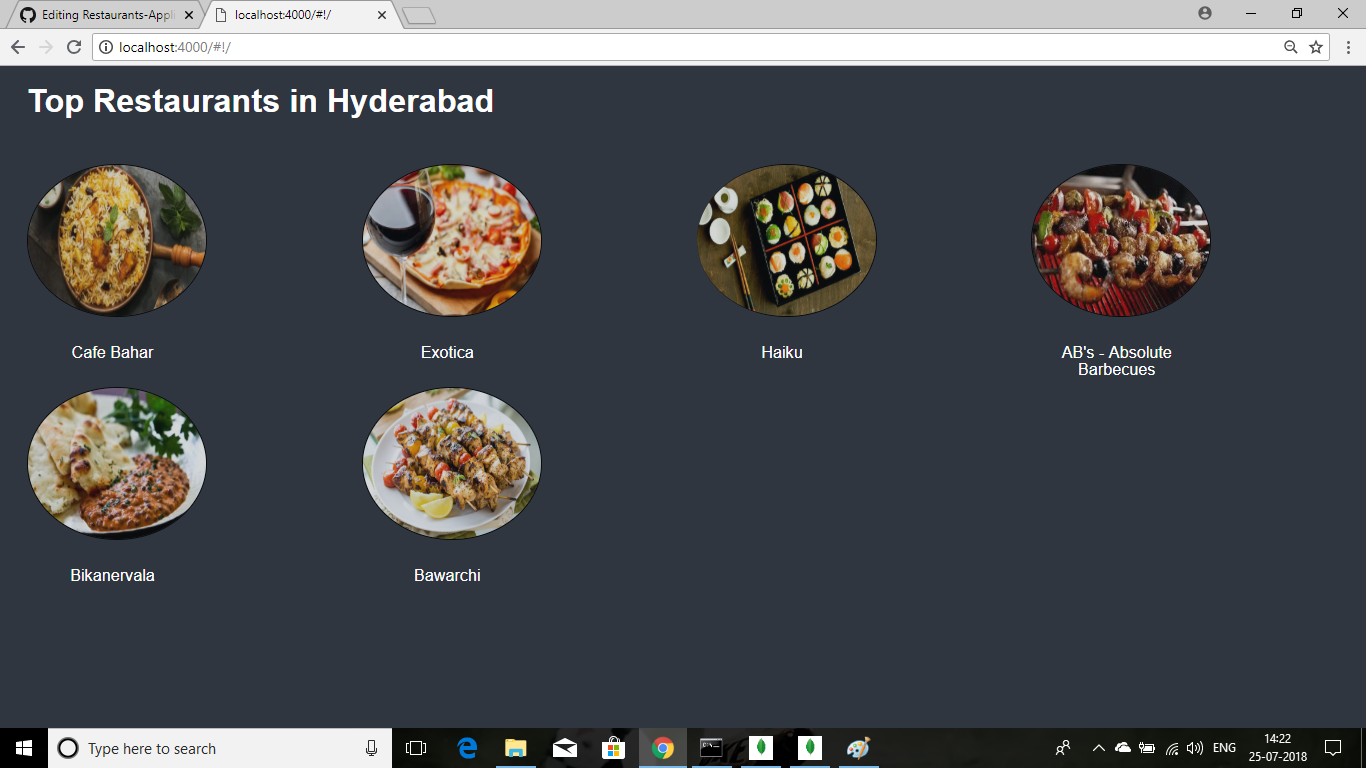 Editing Restaurants-Appli
localhost:4000/#!/
localhost:4000/#!/
Top Restaurants in Hyderabad
Cafe Bahar
Exotica
Haiku
AB's - Absolute
Barbecues
Bikanervala
Bawarchi
Type here to search
ENG
14:22
25-07-2018